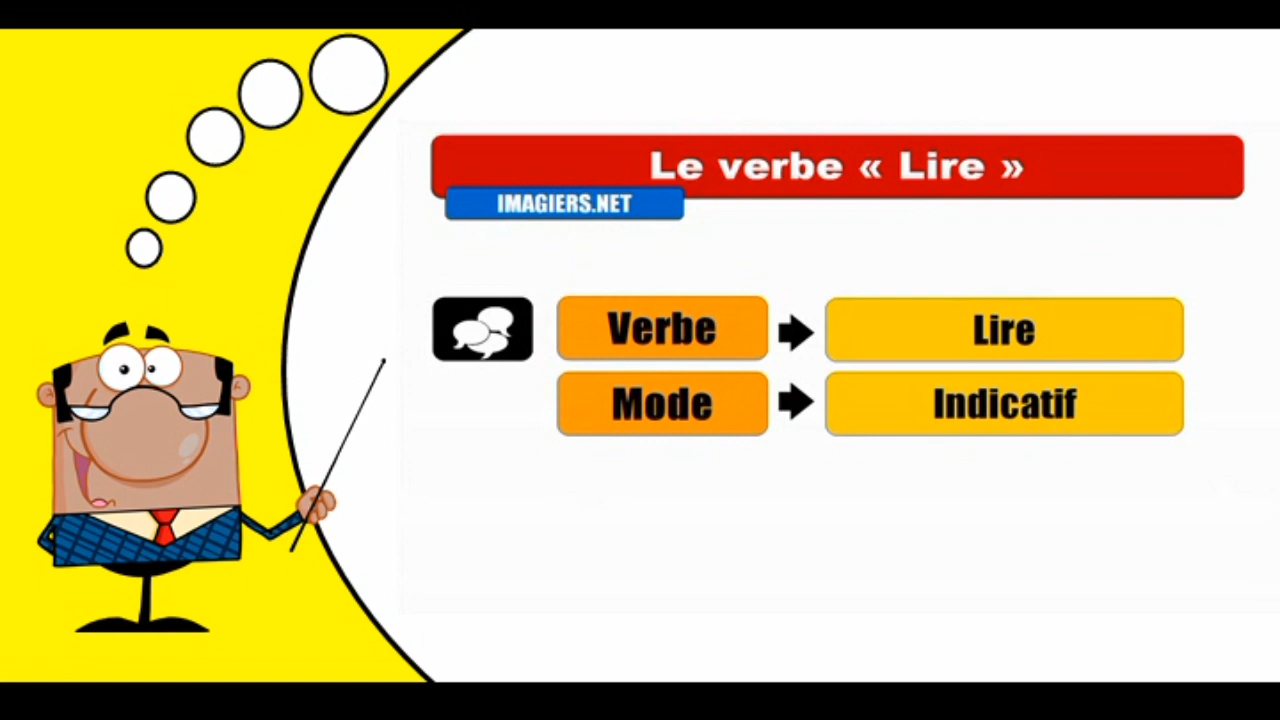 Le verbe « Lire »
IMAGIERS.NET
Verbe Lire
Mode Indicatif